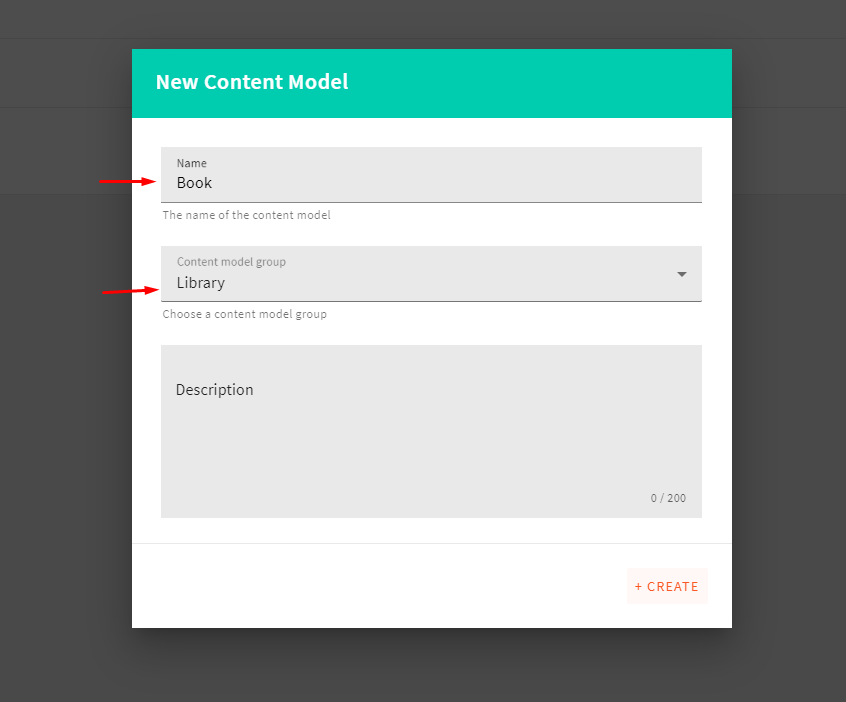 New Content Model
Name
Book
The name of the content model
Content model group
Library
Choose a content model group
Description
0 / 200
+ CREATE